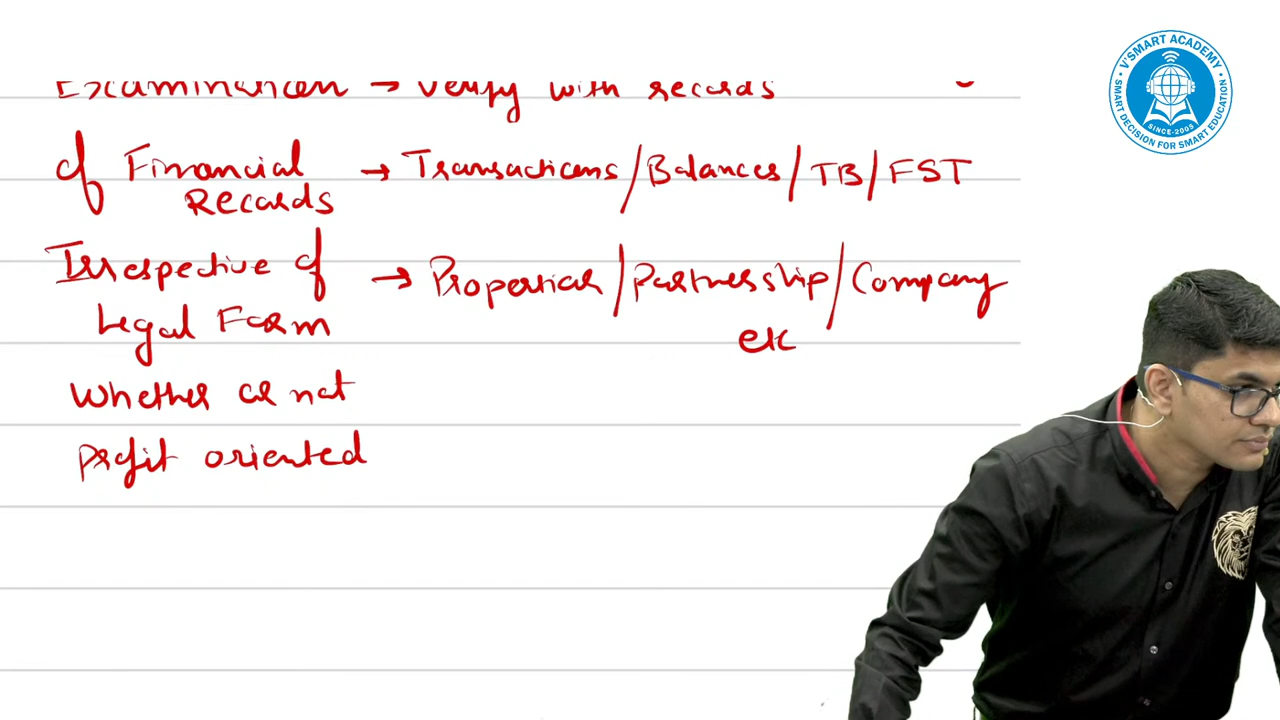 Examination → verify with records
of Financial Records → Transactions/Balances/TB/FST
Irrespective of Legal Form → Properties/Partnership/Company etc
Whether or not
profit oriented
V'SMART ACADEMY
SMART DECISION FOR SMART EDUCATION
SINCE-2005